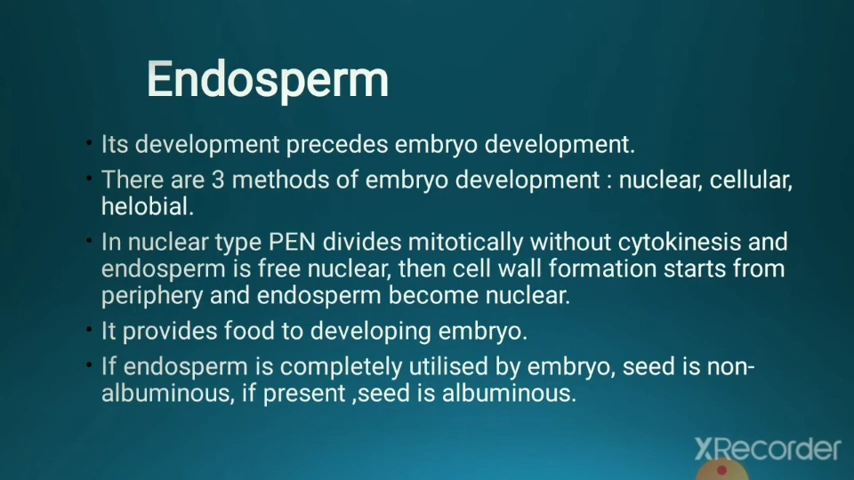 Endosperm
• Its development precedes embryo development.
• There are 3 methods of embryo development : nuclear, cellular,
helobial.
• In nuclear type PEN divides mitotically without cytokinesis and
endosperm is free nuclear, then cell wall formation starts from
periphery and endosperm become nuclear.
• It provides food to developing embryo.
• If endosperm is completely utilised by embryo, seed is non-
albuminous, if present ,seed is albuminous.
XRecorder